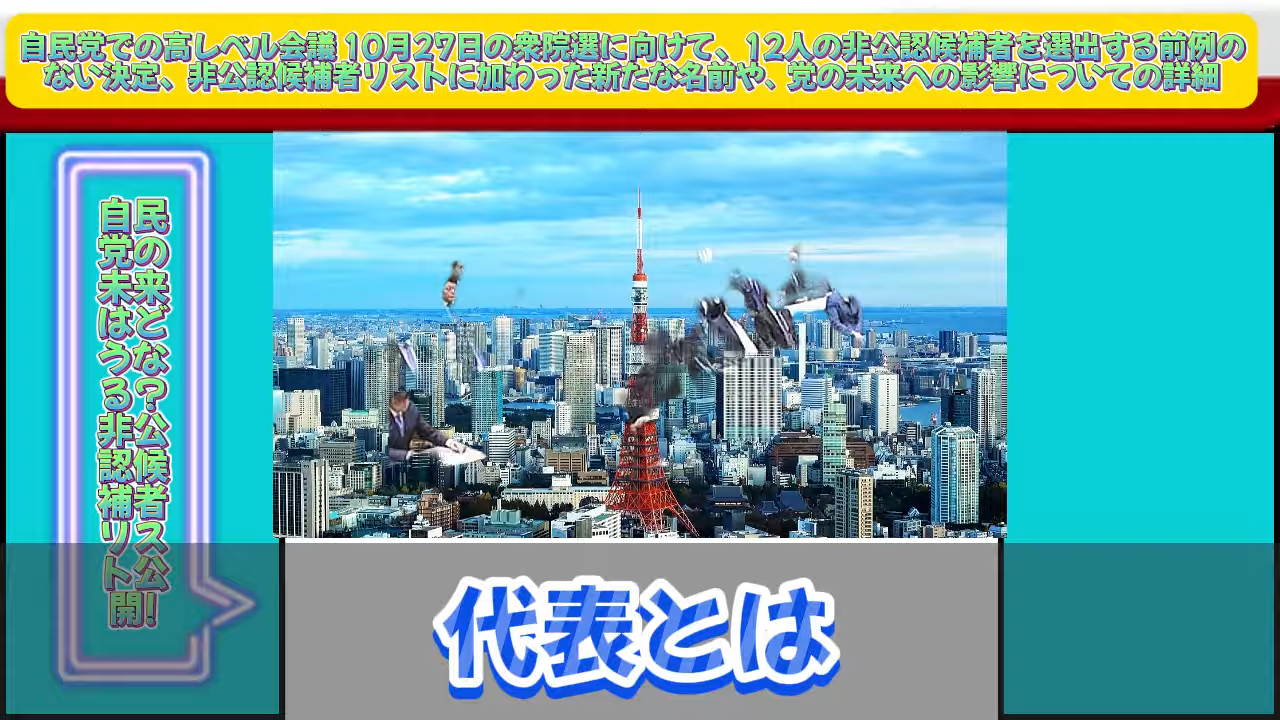 自民党での高レベル会議 10月27日の衆院選に向けて、12人の非公認候補者を選出する前例の
ない決定、非公認候補者リストに加わった新たな名前や、党の未来への影響についての詳細
自民
党の
未来
はど
うな
る?
非公
認候
補者
リス
ト公
開!
代表とは